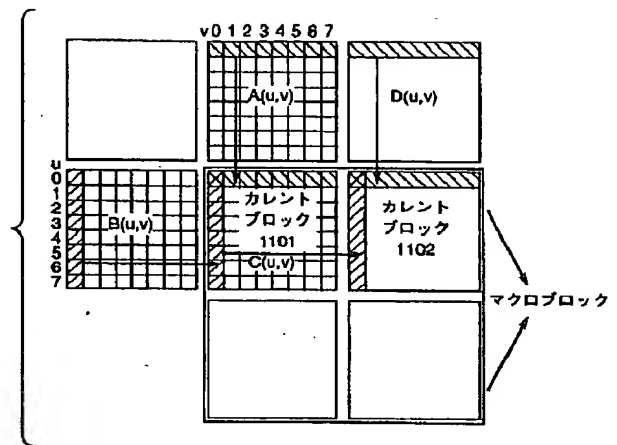 v 0 1 2 3 4 5 6 7
A(u,v)
D(u,v)
u
0
1
2
3
4
5
6
7
B(u,v)
カレント
ブロック
1101
C(u,v)
カレント
ブロック
1102
マクロブロック